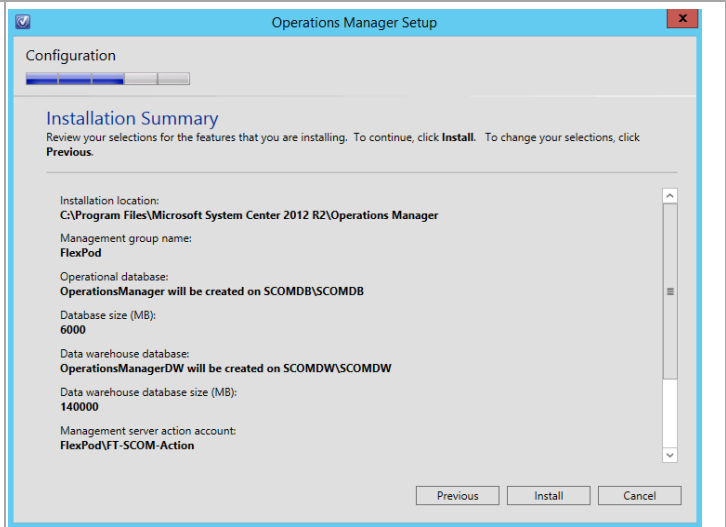 Operations Manager Setup
x
Configuration
Installation Summary
Review your selections for the features that you are installing. To continue, click Install. To change your selections, click
Previous.
Installation location:
C:\Program Files\Microsoft System Center 2012 R2\Operations Manager
Management group name:
FlexPod
Operational database:
OperationsManager will be created on SCOMDB\SCOMDB
Database size (MB):
6000
Data warehouse database:
OperationsManagerDW will be created on SCOMDW\SCOMDW
Data warehouse database size (MB):
140000
Management server action account:
FlexPod\FT-SCOM-Action
Previous Install Cancel